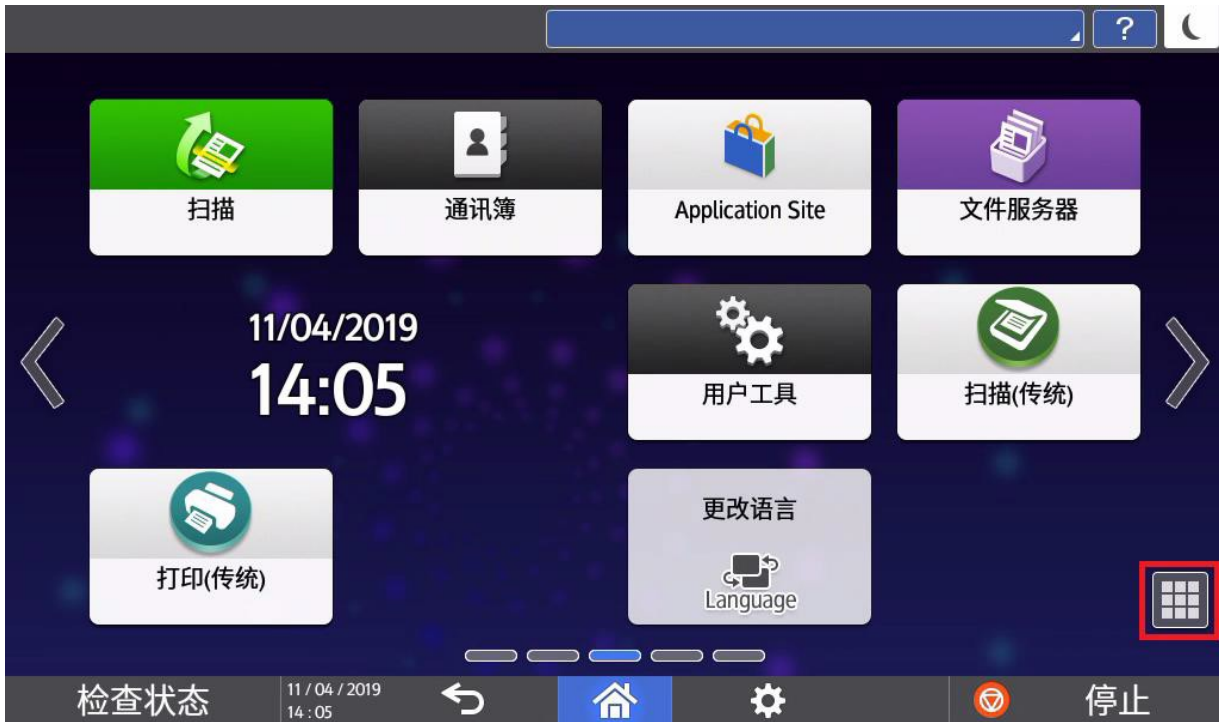 ?
扫描
通讯簿
Application Site
文件服务器
11/04/2019
14:05
用户工具
扫描(传统)
打印(传统)
更改语言
Language
检查状态
11 / 04 / 2019
14 : 05
停止